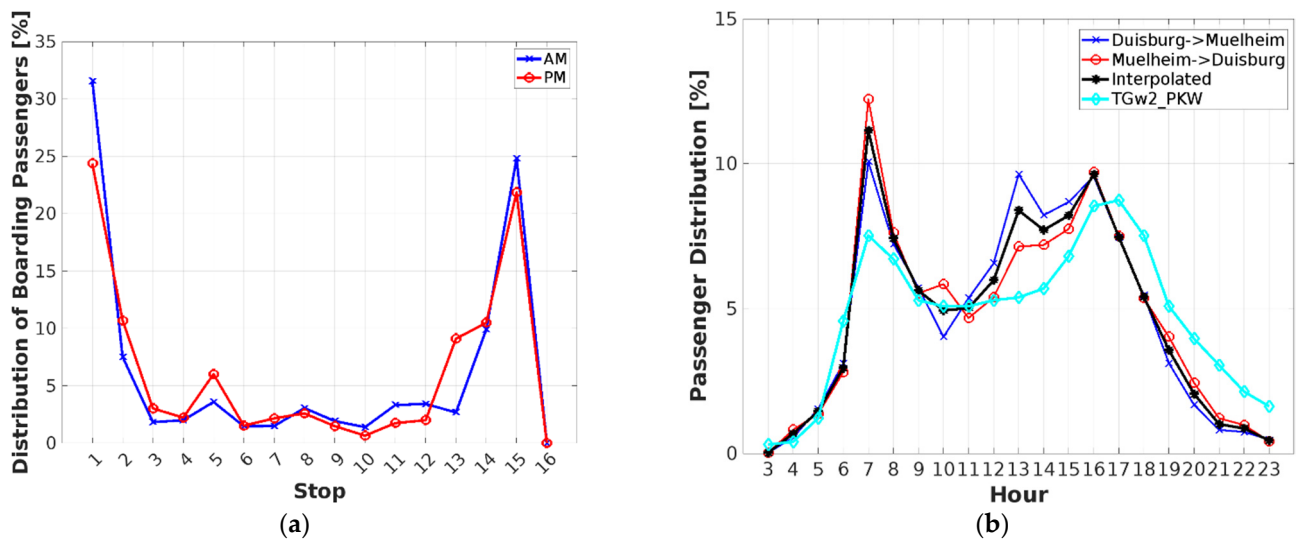 Distribution of Boarding Passengers [%]
35
30
25
20
15
10
5
0
AM
PM
1 2 3 4 5 6 7 8 9 10 11 12 13 14 15 16
Stop
(a)
Passenger Distribution [%]
15
10
5
0
Duisburg->Muelheim
Muelheim->Duisburg
Interpolated
TGw2_PKW
3 4 5 6 7 8 9 10 11 12 13 14 15 16 17 18 19 20 21 22 23
Hour
(b)